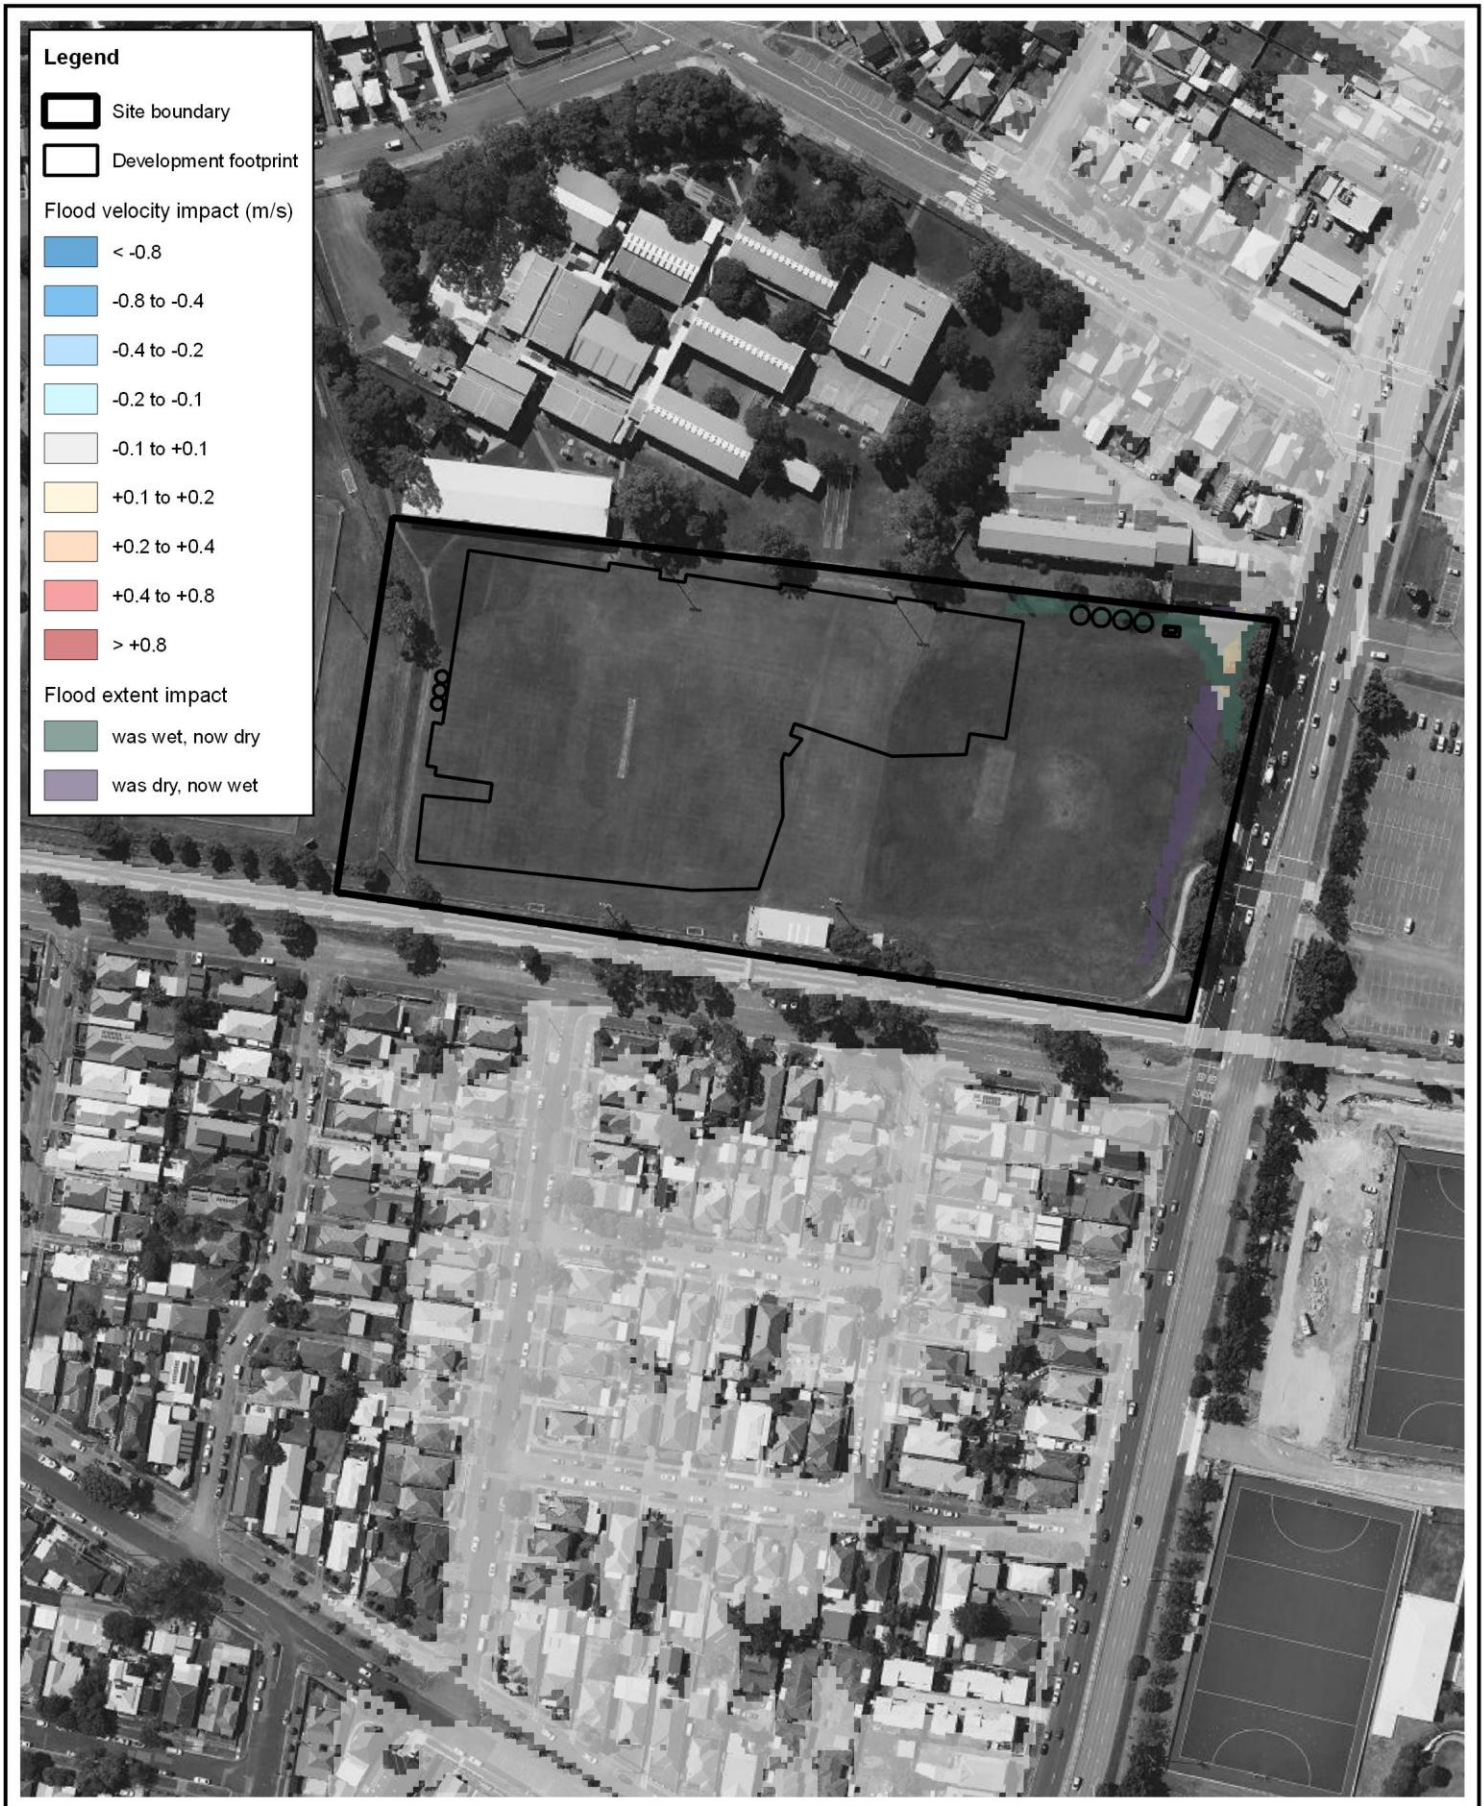 Legend
Site boundary
Development footprint
Flood velocity impact (m/s)
< -0.8
-0.8 to -0.4
-0.4 to -0.2
-0.2 to -0.1
-0.1 to +0.1
+0.1 to +0.2
+0.2 to +0.4
+0.4 to +0.8
> +0.8
Flood extent impact
was wet, now dry
was dry, now wet